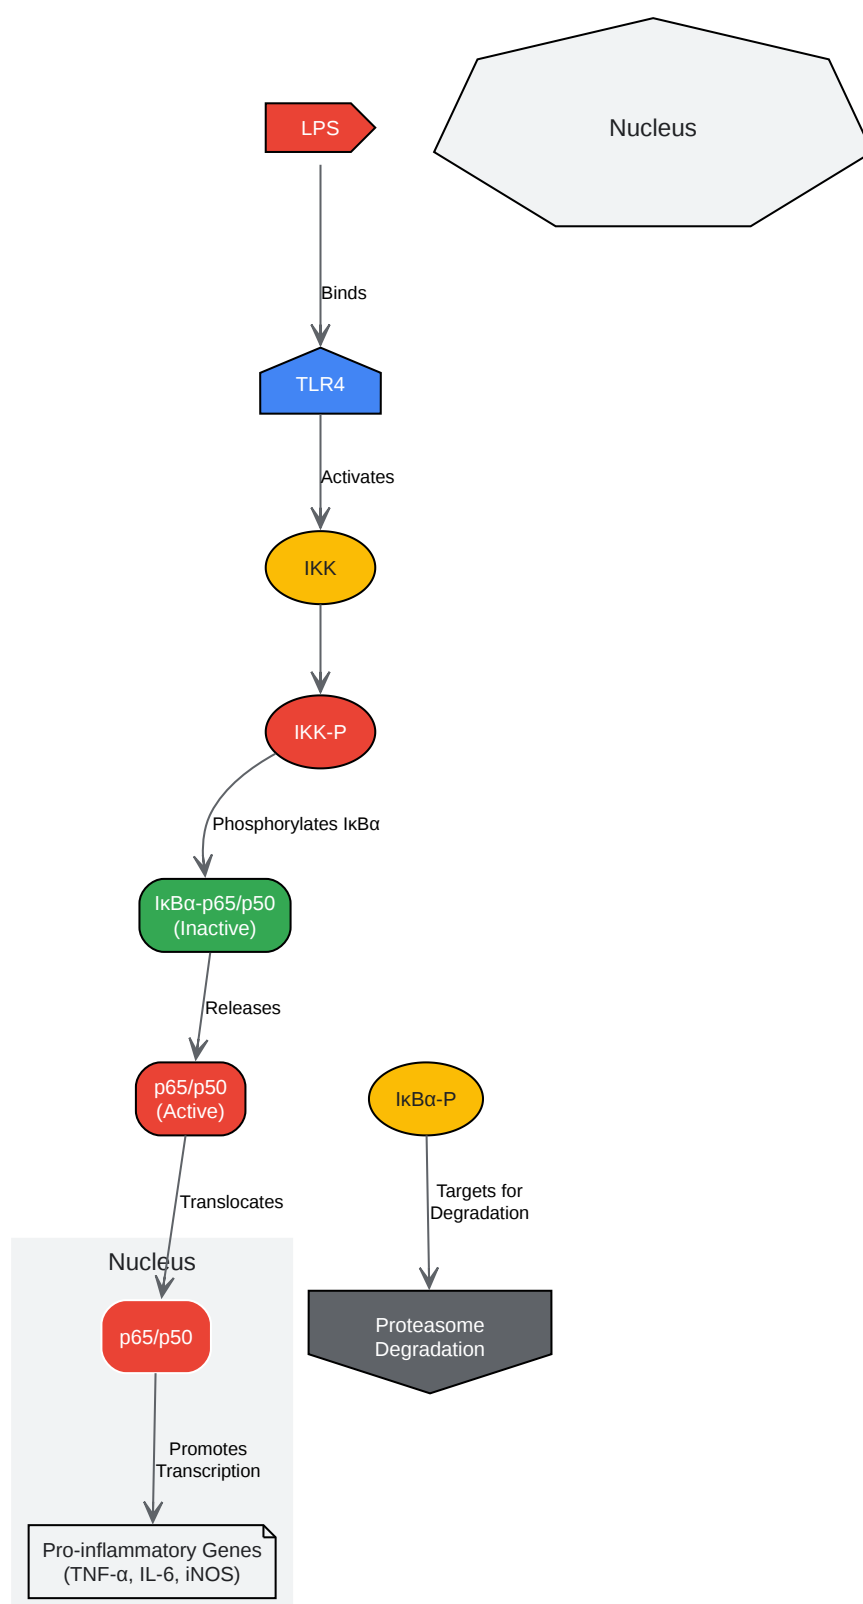 LPS
Nucleus
Binds
TLR4
Activates
IKK
IKK-P
Phosphorylates IκBα
IκBα-p65/p50
(Inactive)
Releases
p65/p50
(Active)
IκBα-P
Translocates
Targets for
Degradation
Nucleus
p65/p50
Proteasome
Degradation
Promotes
Transcription
Pro-inflammatory Genes
(TNF-α, IL-6, iNOS)